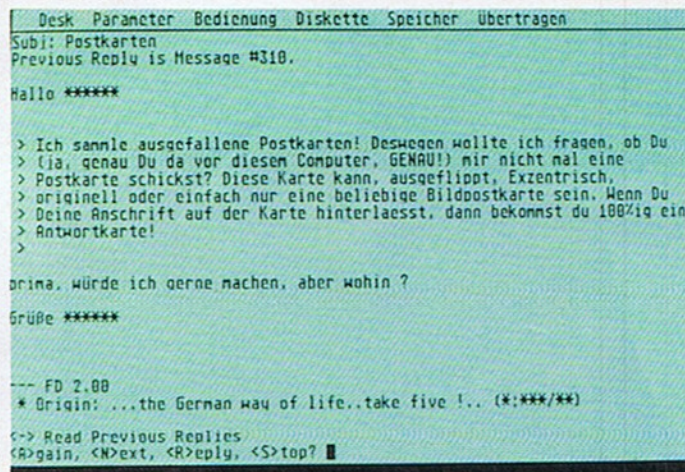 Desk Parameter Bedienung Diskette Speicher Übertragen
Subj: Postkarten
Previous Reply is Message #310.
Hallo ******
> Ich sammle ausgefallene Postkarten! Deswegen wollte ich fragen, ob Du
> (ja, genau Du da vor diesem Computer, GENAU!) mir nicht mal eine
> Postkarte schickst? Diese Karte kann, ausgeflippt, Exzentrisch,
> originell oder einfach nur eine beliebige Bildpostkarte sein. Wenn Du
> Deine Anschrift auf der Karte hinterlaesst, dann bekommst du 100%ig ein
> Antwortkarte!
>
prima, würde ich gerne machen, aber wohin ?
Grüße ******
--- FD 2.00
* Origin: ...the German way of life..take five !.. (*:***/**)
<-> Read Previous Replies
<A>gain, <N>ext, <R>eply, <S>top?